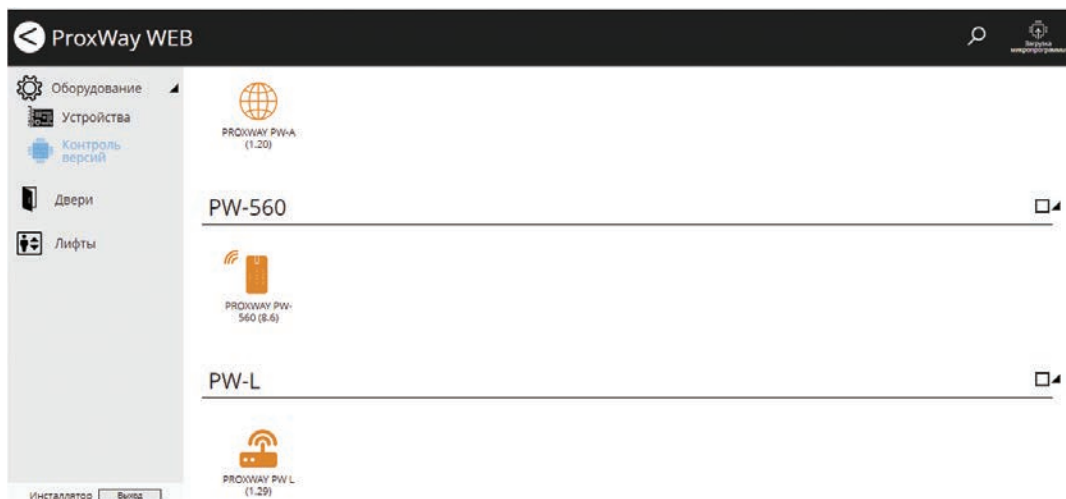 ProxWay WEB
Загрузка
микропрограммы
Оборудование
Устройства
Контроль
версий
Двери
Лифты
Инсталлятор Выход
PROXWAY PW-A
(1.20)
PW-560
PROXWAY PW-
560 (8.6)
PW-L
PROXWAY PW L
(1.29)